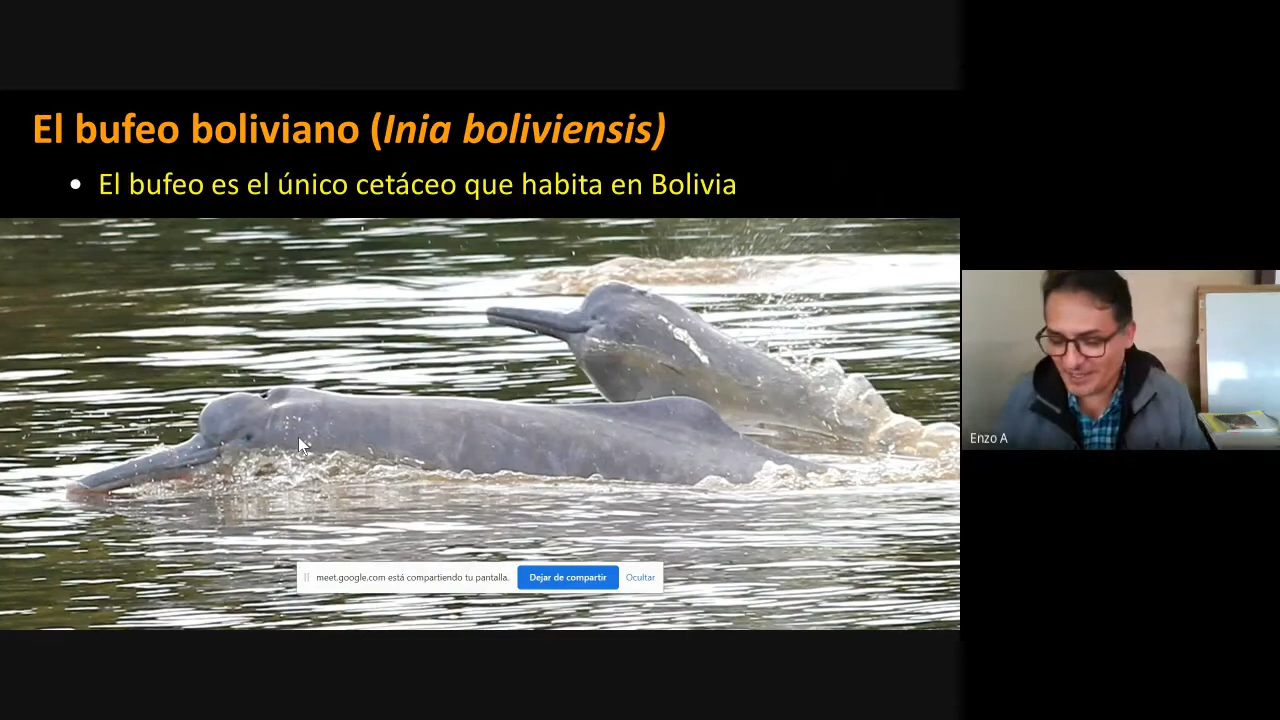 El bufeo boliviano (Inia boliviensis)
• El bufeo es el único cetáceo que habita en Bolivia
Enzo A
meet.google.com está compartiendo tu pantalla. Dejar de compartir Ocultar